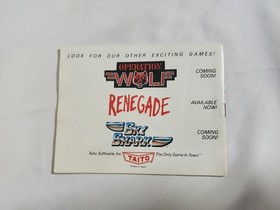 LOOK FOR OUR OTHER EXCITING GAMES!
OPERATION
WOLF
COMING
SOON!
RENEGADE
AVAILABLE
NOW!
SKY
SHARK
COMING
SOON!
Taito Software, Inc. TAITO The Only Game In Town™